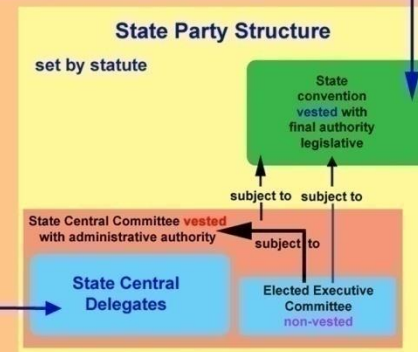 State Party Structure
set by statute
State
convention
vested with
final authority
legislative
subject to subject to
State Central Committee vested
with administrative authority
subject to
State Central
Delegates
Elected Executive
Committee
non-vested